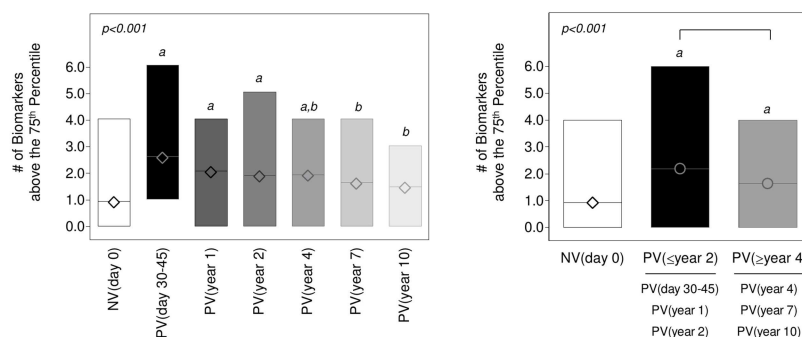 p<0.001
# of Biomarkers
above the 75th Percentile
6.0
5.0
4.0
3.0
2.0
1.0
0.0
a
a
a
a,b
b
b
NV(day 0)
PV(day 30-45)
PV(year 1)
PV(year 2)
PV(year 4)
PV(year 7)
PV(year 10)
p<0.001
# of Biomarkers
above the 75th Percentile
6.0
5.0
4.0
3.0
2.0
1.0
0.0
a
a
NV(day 0) PV(≤year 2) PV(≥year 4
PV(day 30-45) PV(year 4)
PV(year 1) PV(year 7)
PV(year 2) PV(year 10)